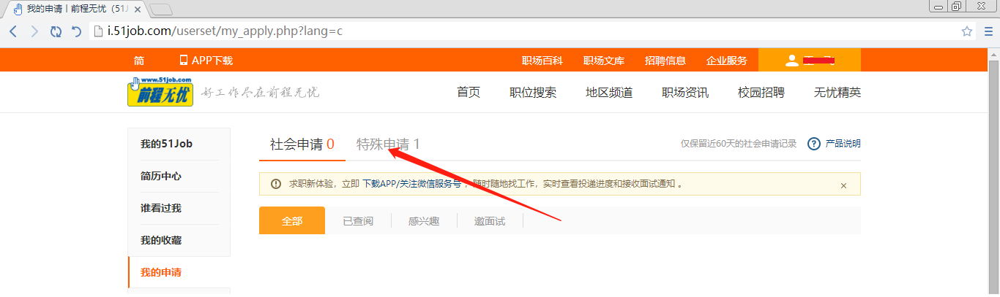 我的申请丨前程无忧（51J
i.51job.com/userset/my_apply.php?lang=c
简 APP下载 职场百科 职场文库 招聘信息 企业服务
www.51job.com
前程无忧 好工作尽在前程无忧
首页 职位搜索 地区频道 职场资讯 校园招聘 无忧精英
我的51Job
简历中心
谁看过我
我的收藏
我的申请
社会申请 0 特殊申请 1 仅保留近60天的社会申请记录 ? 产品说明
求职新体验，立即 下载APP/关注微信服务号 ，随时随地找工作，实时查看投递进度和接收面试通知 。
全部 已查阅 感兴趣 邀面试